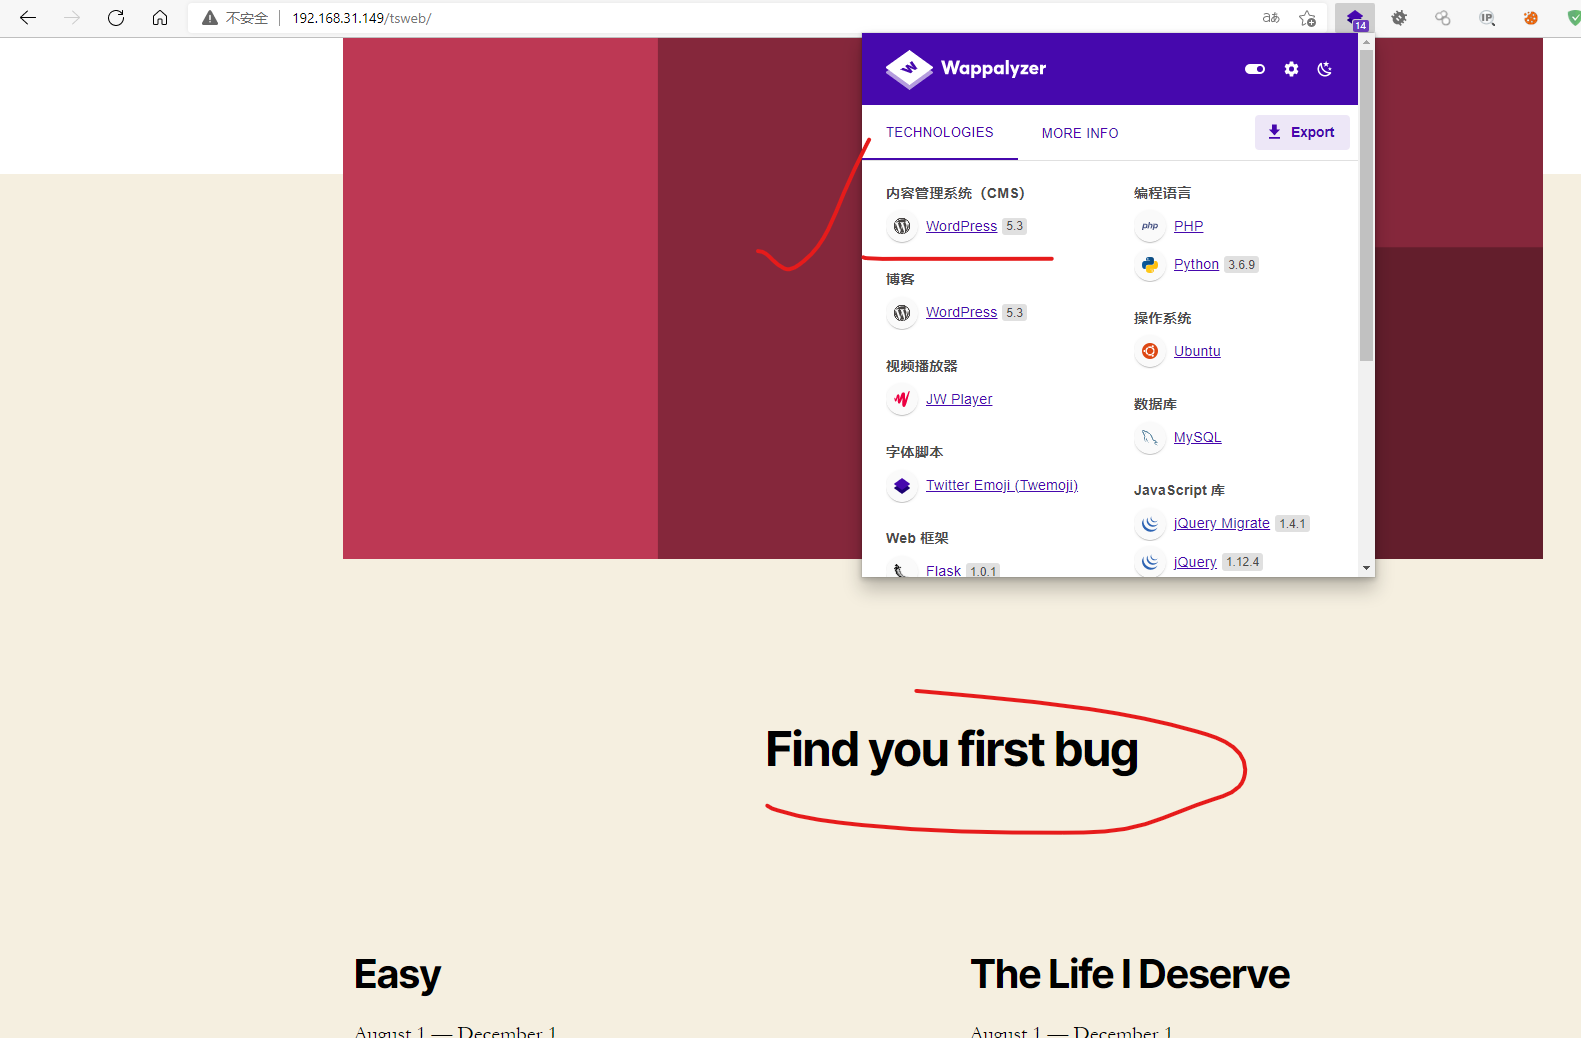 不安全 192.168.31.149/tsweb/
aあ
14
IP
Wappalyzer
TECHNOLOGIES MORE INFO Export
内容管理系统（CMS）
WordPress 5.3
博客
WordPress 5.3
视频播放器
JW Player
字体脚本
Twitter Emoji (Twemoji)
Web 框架
Flask 1.0.1
编程语言
php PHP
Python 3.6.9
操作系统
Ubuntu
数据库
MySQL
JavaScript 库
jQuery Migrate 1.4.1
jQuery 1.12.4
Find you first bug
Easy
August 1 — December 1
The Life I Deserve
August 1 — December 1